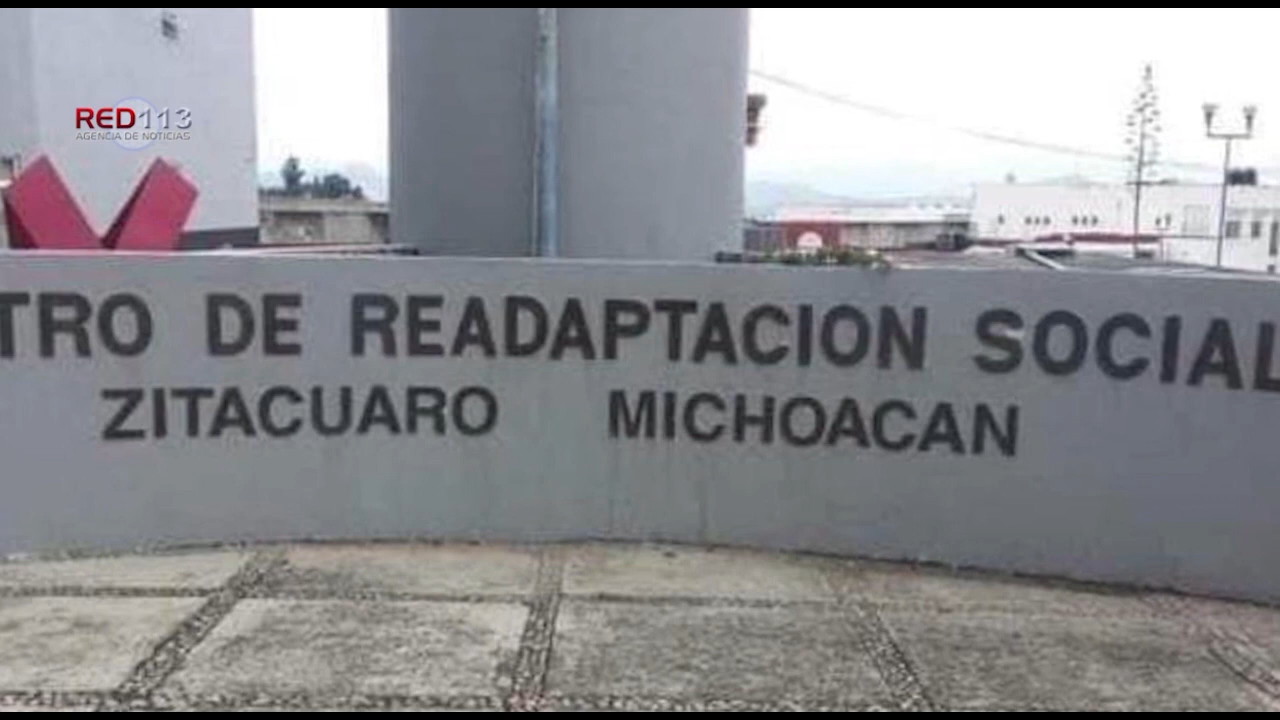 RED113
AGENCIA DE NOTICIAS
TRO DE READAPTACION SOCIAL
ZITACUARO MICHOACAN